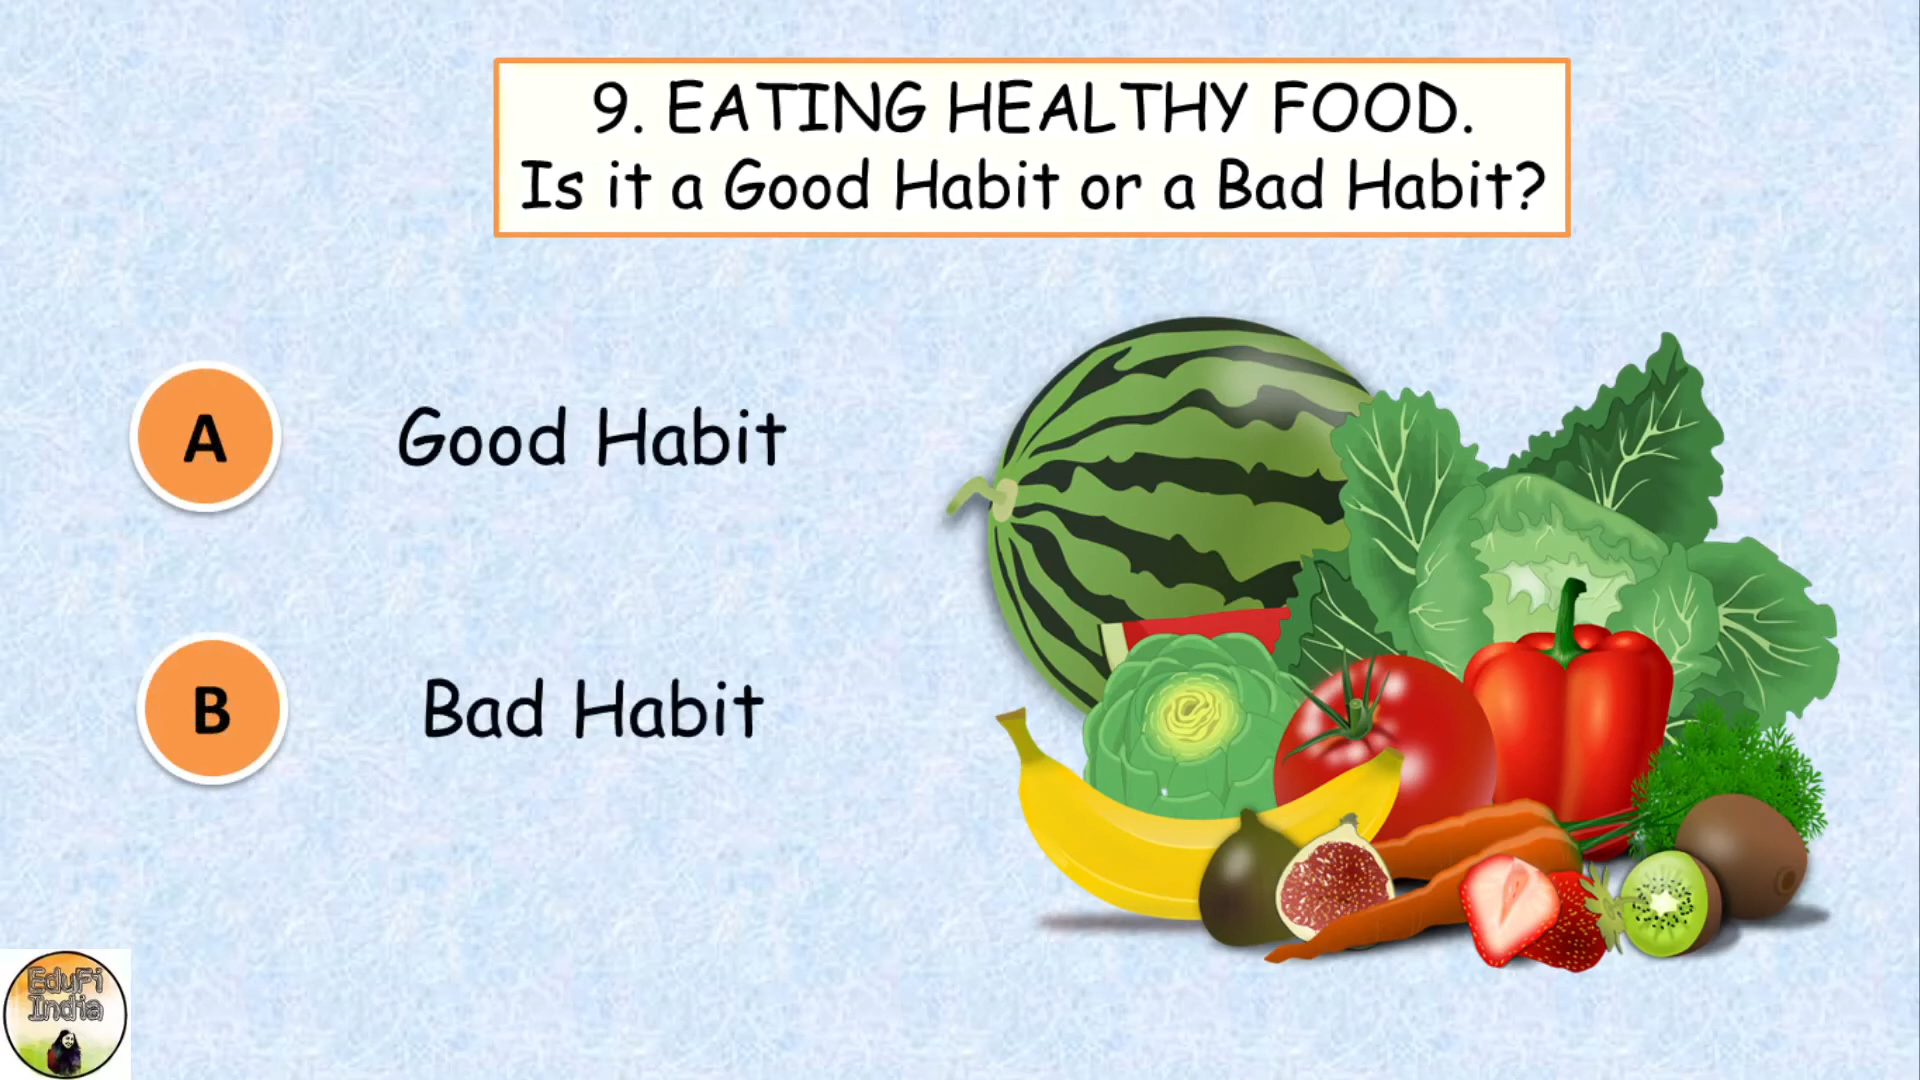 9. EATING HEALTHY FOOD.
Is it a Good Habit or a Bad Habit?
A Good Habit
B Bad Habit
EduFi
India